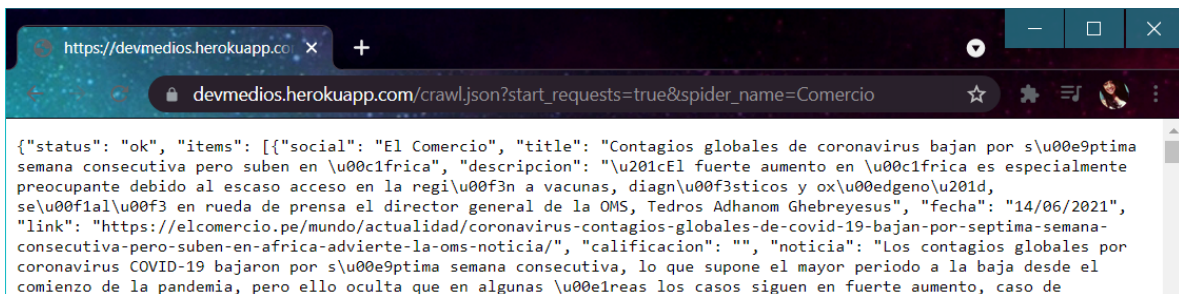 https://devmedios.herokuapp.co
devmedios.herokuapp.com/crawl.json?start_requests=true&spider_name=Comercio
{"status": "ok", "items": [{"social": "El Comercio", "title": "Contagios globales de coronavirus bajan por s\u00e9ptima
semana consecutiva pero suben en \u00c1frica", "descripcion": "\u201cEl fuerte aumento en \u00c1frica es especialmente
preocupante debido al escaso acceso en la regi\u00f3n a vacunas, diagn\u00f3sticos y ox\u00edgeno\u201d,
se\u00f1al\u00f3 en rueda de prensa el director general de la OMS, Tedros Adhanom Ghebreyesus", "fecha": "14/06/2021",
"link": "https://elcomercio.pe/mundo/actualidad/coronavirus-contagios-globales-de-covid-19-bajan-por-septima-semana-
consecutiva-pero-suben-en-africa-advierte-la-oms-noticia/", "calificacion": "", "noticia": "Los contagios globales por
coronavirus COVID-19 bajaron por s\u00e9ptima semana consecutiva, lo que supone el mayor periodo a la baja desde el
comienzo de la pandemia, pero ello oculta que en algunas \u00e1reas los casos siguen en fuerte aumento, caso de